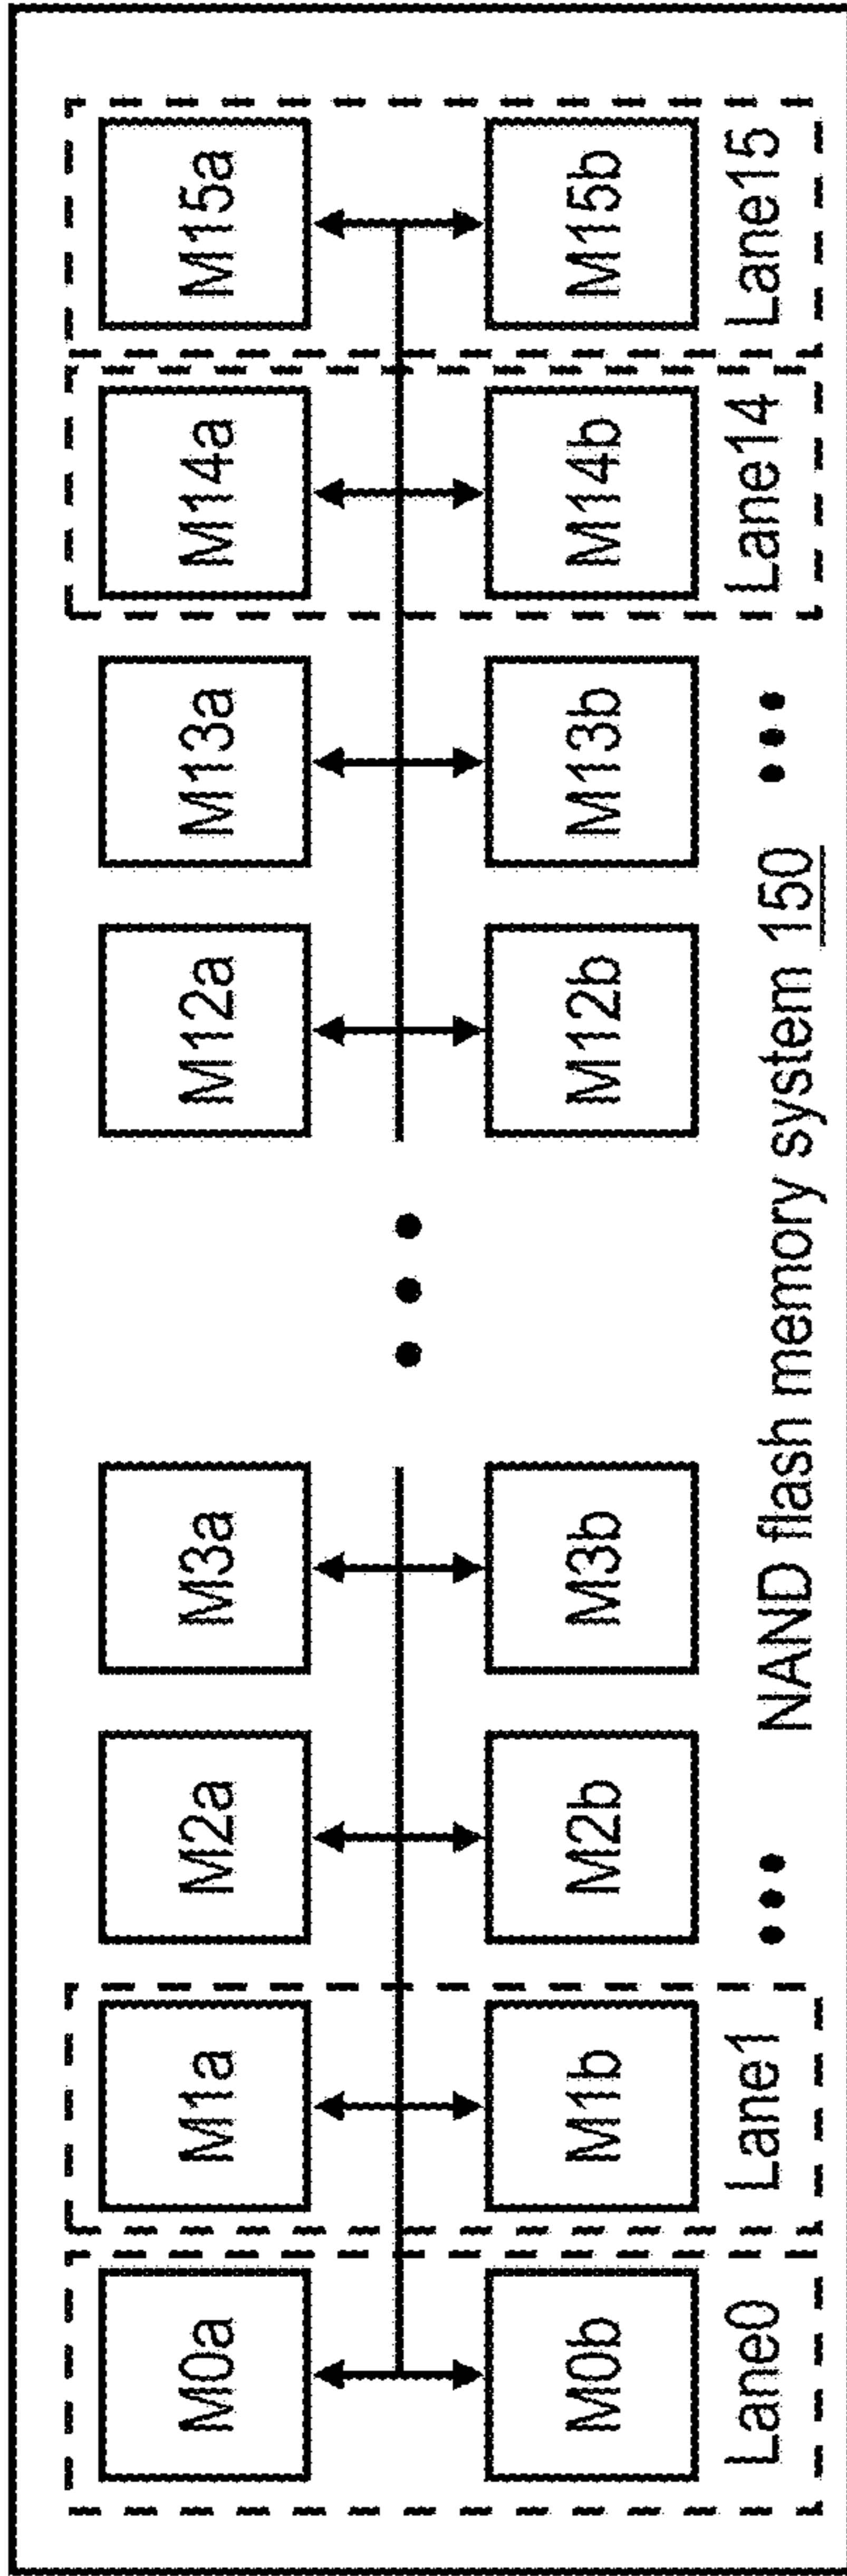 M0a M1a M2a M3a M12a M13a M14a M15a
M0b M1b M2b M3b M12b M13b M14b M15b
Lane0 Lane1 ••• NAND flash memory system 150 ••• Lane14 Lane15